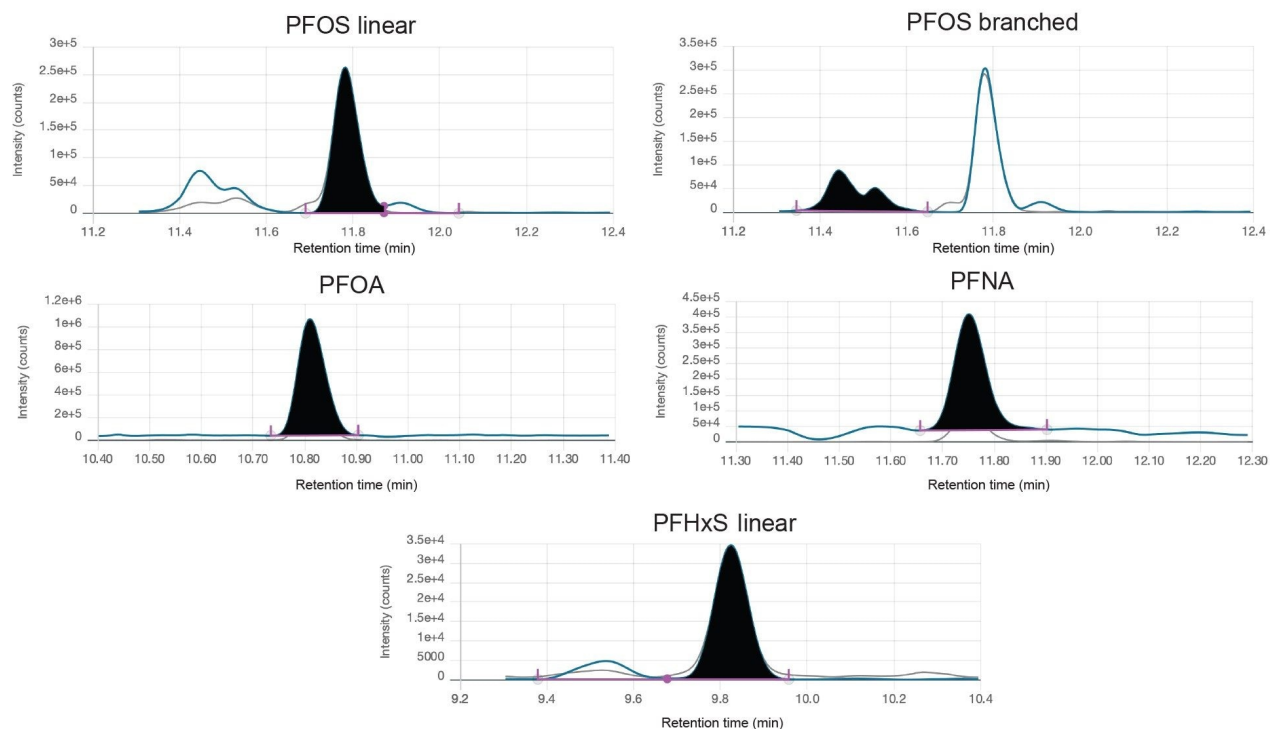 PFOS linear
Intensity (counts)
3e+5
2.5e+5
2e+5
1.5e+5
1e+5
5e+4
0
11.2 11.4 11.6 11.8 12.0 12.2 12.4
Retention time (min)
PFOS branched
Intensity (counts)
3.5e+5
3e+5
2.5e+5
2e+5
1.5e+5
1e+5
5e+4
0
11.2 11.4 11.6 11.8 12.0 12.2 12.4
Retention time (min)
PFOA
Intensity (counts)
1.2e+6
1e+6
8e+5
6e+5
4e+5
2e+5
0
10.40 10.50 10.60 10.70 10.80 10.90 11.00 11.10 11.20 11.30 11.40
Retention time (min)
PFNA
Intensity (counts)
4.5e+5
4e+5
3.5e+5
3e+5
2.5e+5
2e+5
1.5e+5
1e+5
5e+4
0
11.30 11.40 11.50 11.60 11.70 11.80 11.90 12.00 12.10 12.20 12.30
Retention time (min)
PFHxS linear
Intensity (counts)
3.5e+4
3e+4
2.5e+4
2e+4
1.5e+4
1e+4
5000
0
9.2 9.4 9.6 9.8 10.0 10.2 10.4
Retention time (min)